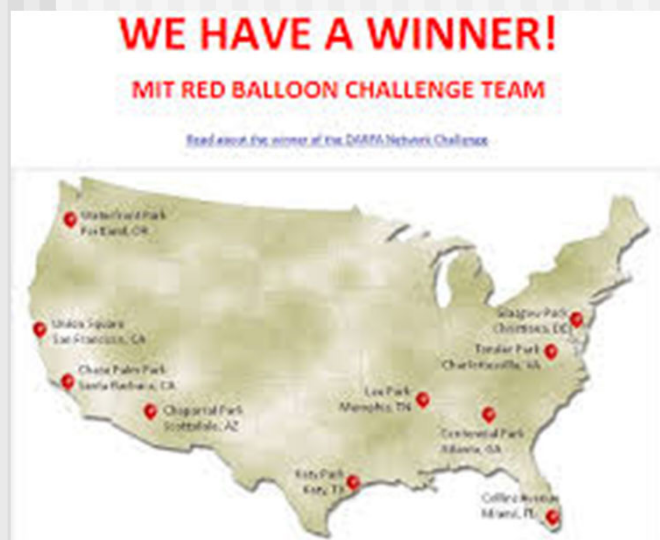 WE HAVE A WINNER!
MIT RED BALLOON CHALLENGE TEAM
Read about the winner of the DARPA Network Challenge
Waterfront Park
Portland, OR
Union Square
San Francisco, CA
Chase Palm Park
Santa Barbara, CA
Chaparral Park
Scottsdale, AZ
Glasgow Park
Christiana, DE
Park
Charlottesville, VA
Lee Park
Memphis, TN
Centennial Park
Atlanta, GA
Katy Park
Katy, TX
Collins Avenue
Miami, FL